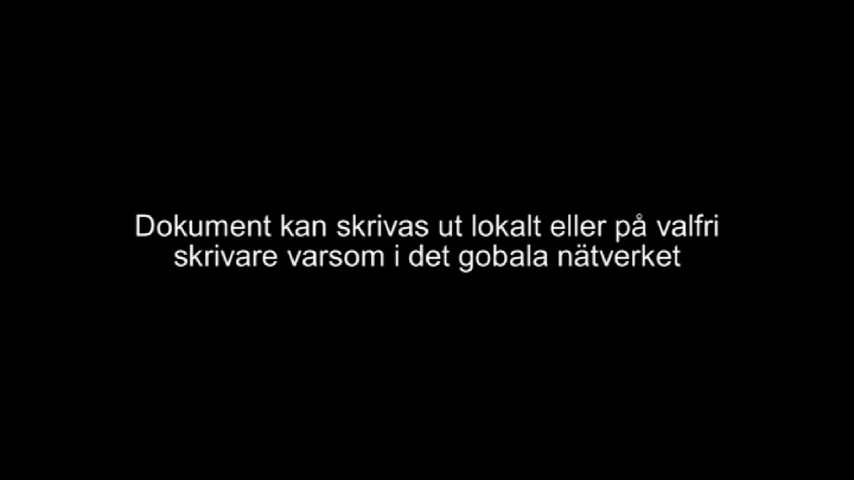 Dokument kan skrivas ut lokalt eller på valfri
skrivare varsom i det gobala nätverket